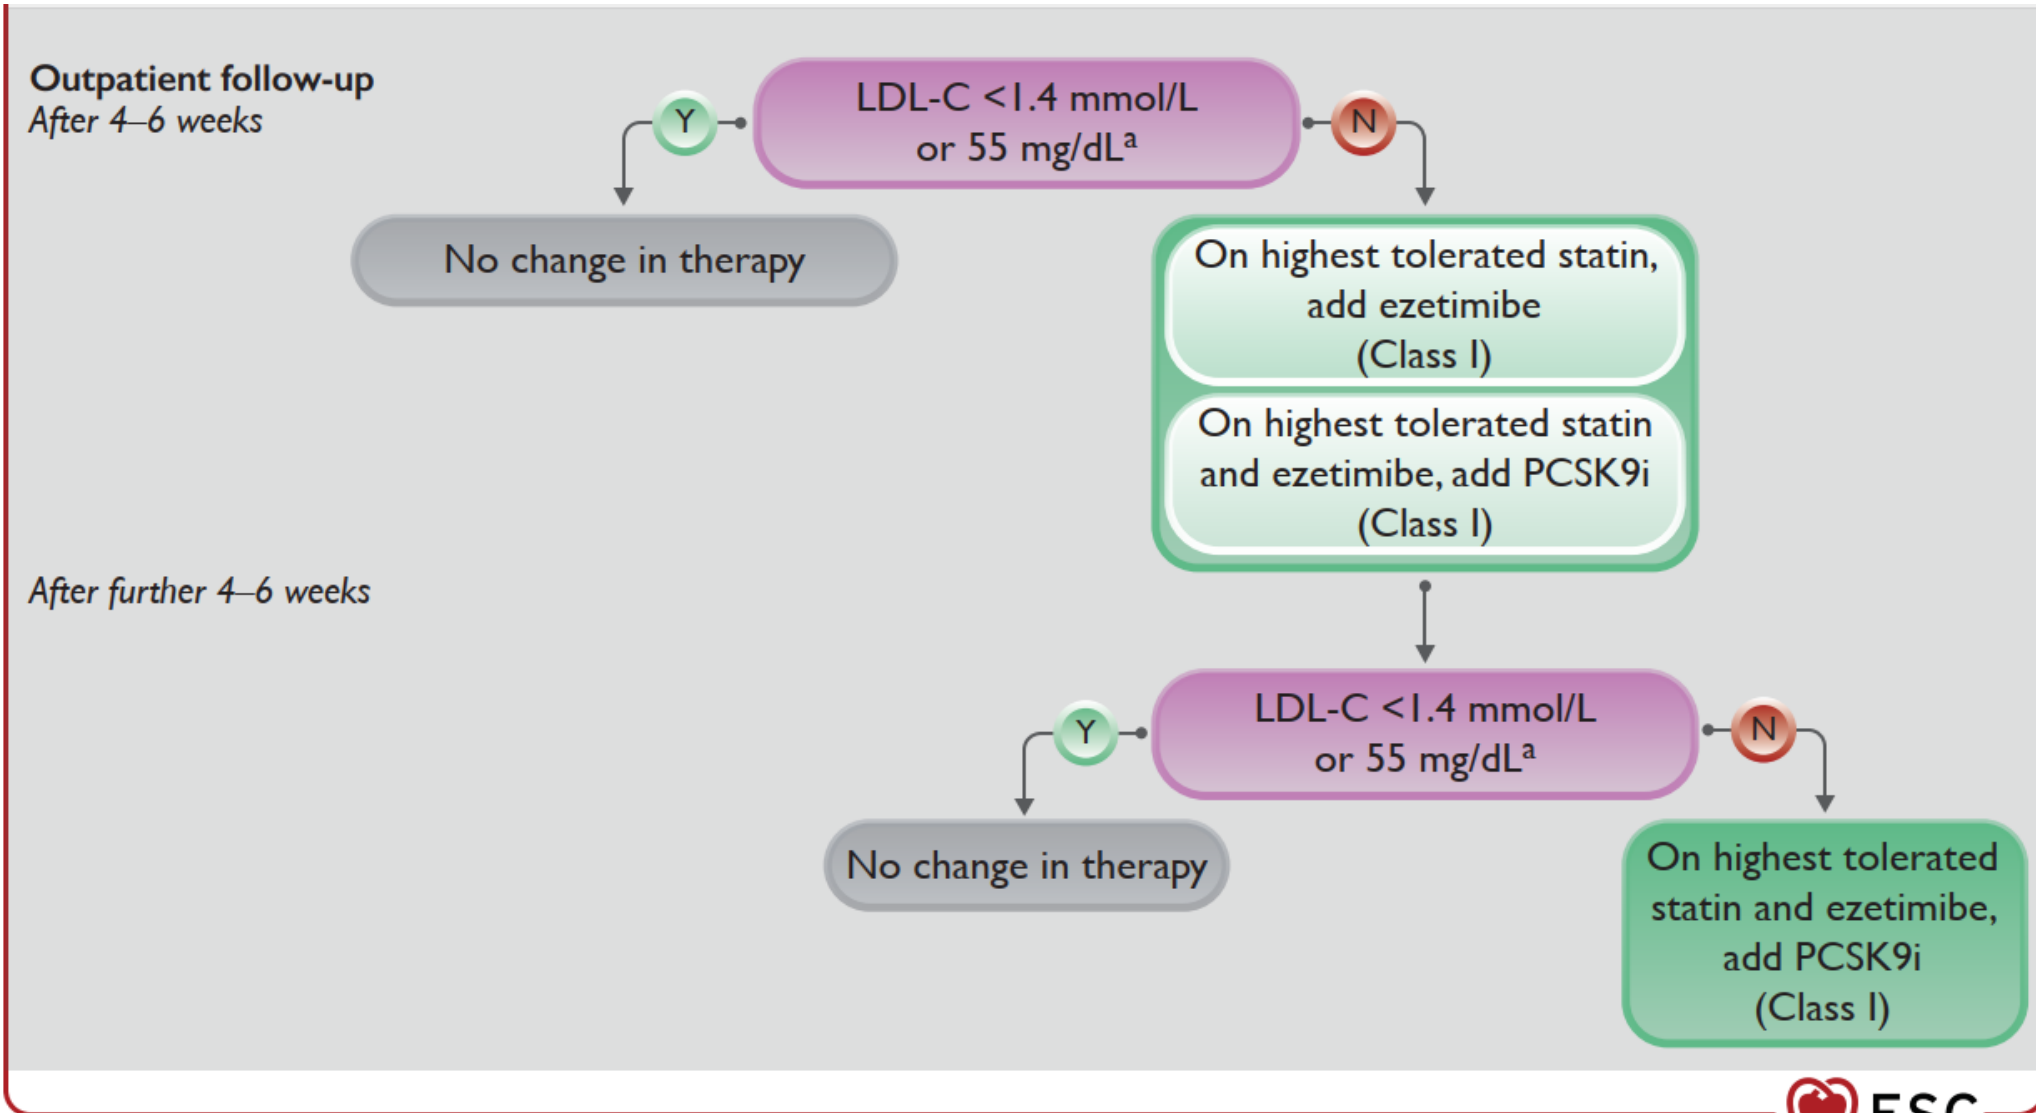 Outpatient follow-up
After 4–6 weeks
Y
LDL-C <1.4 mmol/L
or 55 mg/dLᵃ
N
No change in therapy
On highest tolerated statin,
add ezetimibe
(Class I)
On highest tolerated statin
and ezetimibe, add PCSK9i
(Class I)
After further 4–6 weeks
Y
LDL-C <1.4 mmol/L
or 55 mg/dLᵃ
N
No change in therapy
On highest tolerated
statin and ezetimibe,
add PCSK9i
(Class I)
ESC